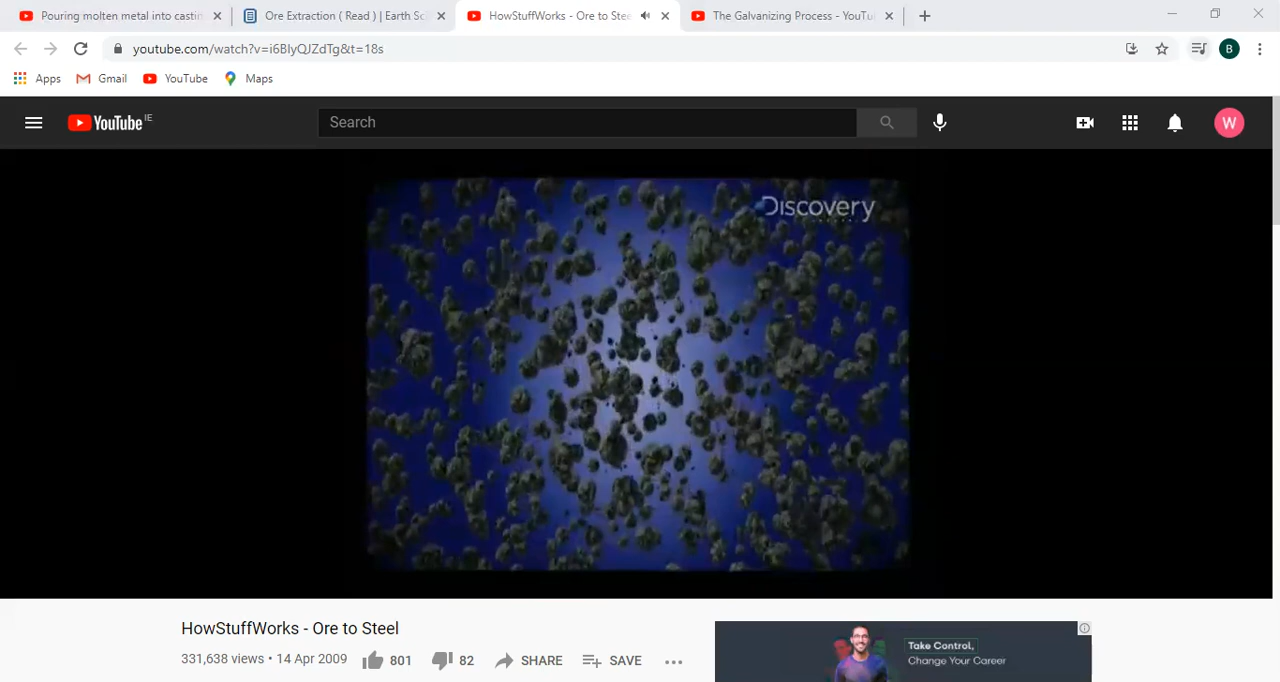 Pouring molten metal into castin
Ore Extraction ( Read ) | Earth Sci
HowStuffWorks - Ore to Stee
The Galvanizing Process - YouTu
youtube.com/watch?v=i6BIyQJZdTg&t=18s
B
Apps
Gmail
YouTube
Maps
YouTube IE
Search
W
Discovery
HowStuffWorks - Ore to Steel
331,638 views • 14 Apr 2009
801
82
SHARE
SAVE
Take Control,
Change Your Career